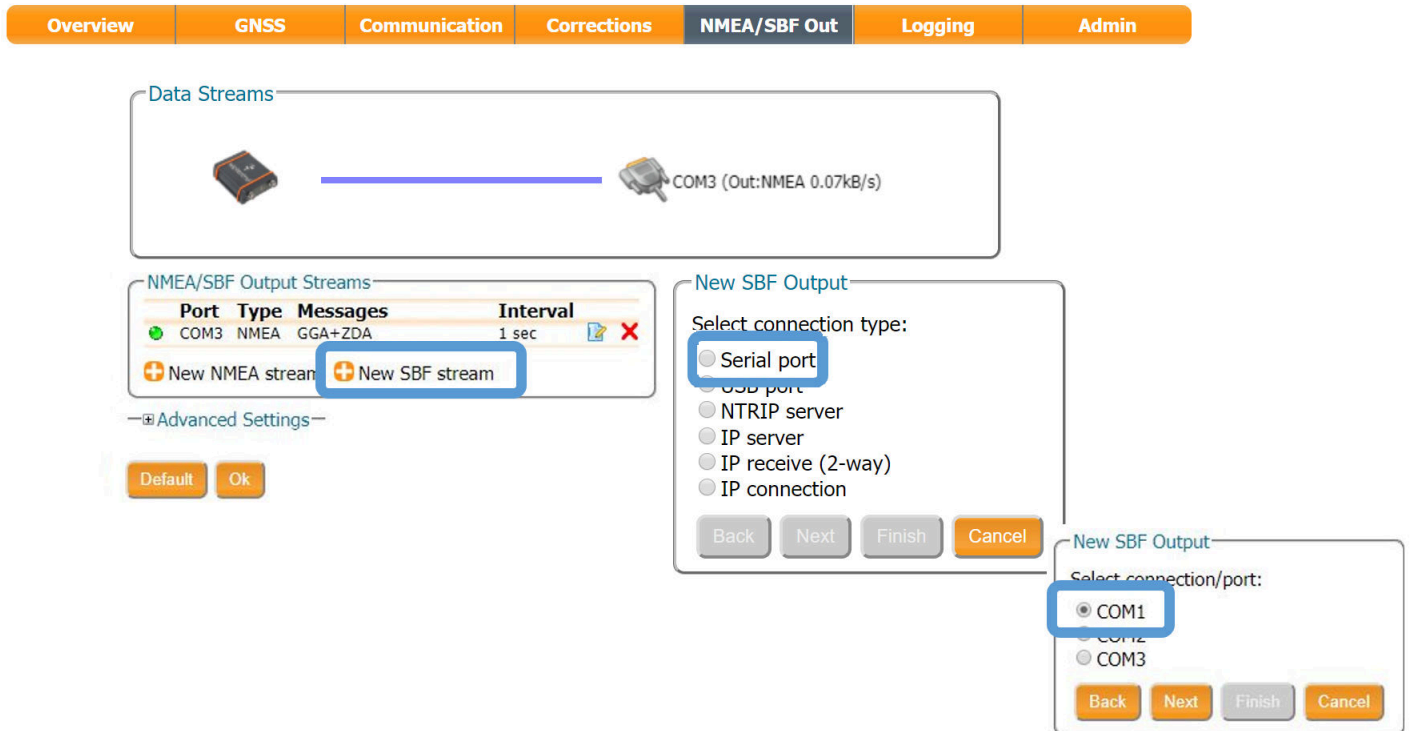 Overview GNSS Communication Corrections NMEA/SBF Out Logging Admin
Data Streams
COM3 (Out:NMEA 0.07kB/s)
NMEA/SBF Output Streams
Port Type Messages Interval
COM3 NMEA GGA+ZDA 1 sec
New NMEA stream New SBF stream
Advanced Settings
Default Ok
New SBF Output
Select connection type:
Serial port
USB port
NTRIP server
IP server
IP receive (2-way)
IP connection
Back Next Finish Cancel
New SBF Output
Select connection/port:
COM1
COM2
COM3
Back Next Finish Cancel